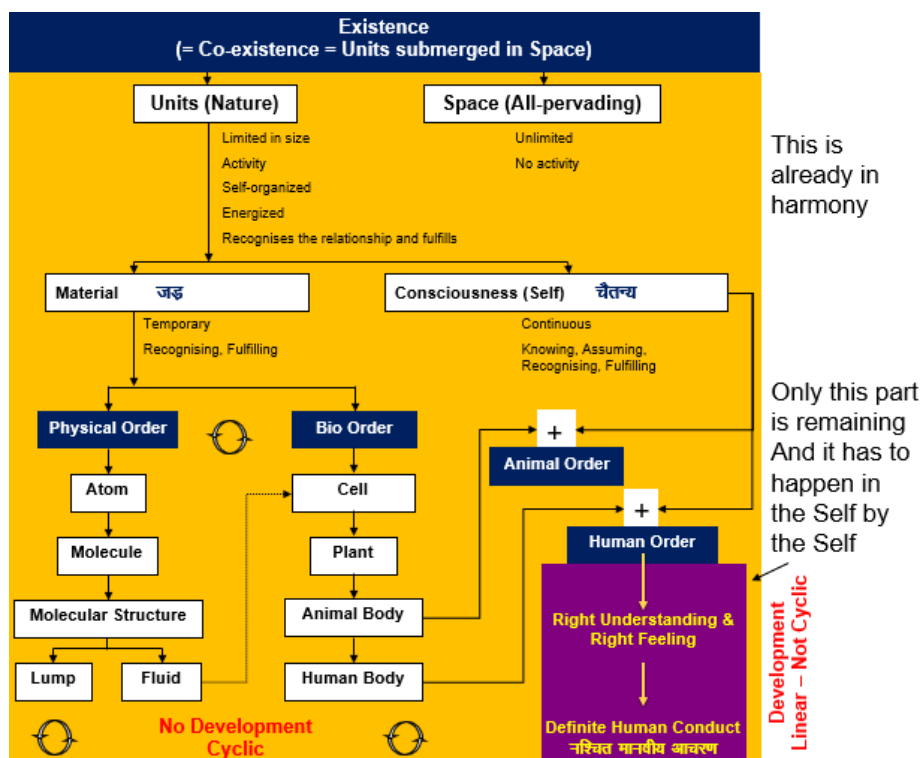 Existence
(= Co-existence = Units submerged in Space)
Units (Nature)
Space (All-pervading)
Limited in size
Activity
Self-organized
Energized
Recognises the relationship and fulfills
Unlimited
No activity
This is
already in
harmony
Material जड़
Consciousness (Self) चैतन्य
Temporary
Recognising, Fulfilling
Continuous
Knowing, Assuming,
Recognising, Fulfilling
Physical Order
Bio Order
+
Animal Order
Atom
Cell
+
Human Order
Molecule
Plant
Molecular Structure
Animal Body
Lump
Fluid
Human Body
Right Understanding &
Right Feeling
Definite Human Conduct
नश्चित मानवीय आचरण
No Development
Cyclic
Only this part
is remaining
And it has to
happen in
the Self by
the Self
Development
Linear – Not Cyclic